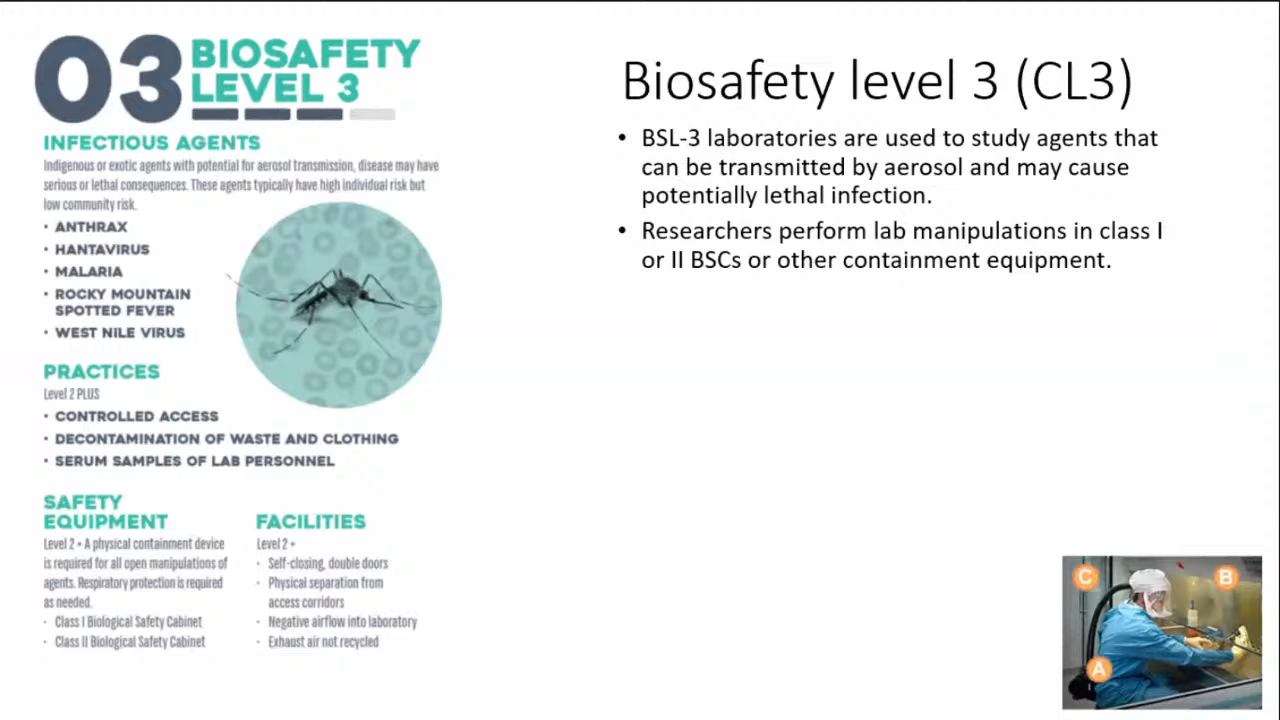 03 BIOSAFETY
LEVEL 3
INFECTIOUS AGENTS
Indigenous or exotic agents with potential for aerosol transmission, disease may have
serious or lethal consequences. These agents typically have high individual risk but
low community risk.
• ANTHRAX
• HANTAVIRUS
• MALARIA
• ROCKY MOUNTAIN
SPOTTED FEVER
• WEST NILE VIRUS
PRACTICES
Level 2 PLUS
• CONTROLLED ACCESS
• DECONTAMINATION OF WASTE AND CLOTHING
• SERUM SAMPLES OF LAB PERSONNEL
SAFETY
EQUIPMENT
Level 2 + A physical containment device
is required for all open manipulations of
agents. Respiratory protection is required
as needed.
• Class I Biological Safety Cabinet
• Class II Biological Safety Cabinet
FACILITIES
Level 2 +
• Self-closing, double doors
• Physical separation from
access corridors
• Negative airflow into laboratory
• Exhaust air not recycled
Biosafety level 3 (CL3)
• BSL-3 laboratories are used to study agents that
can be transmitted by aerosol and may cause
potentially lethal infection.
• Researchers perform lab manipulations in class I
or II BSCs or other containment equipment.
C
B
A